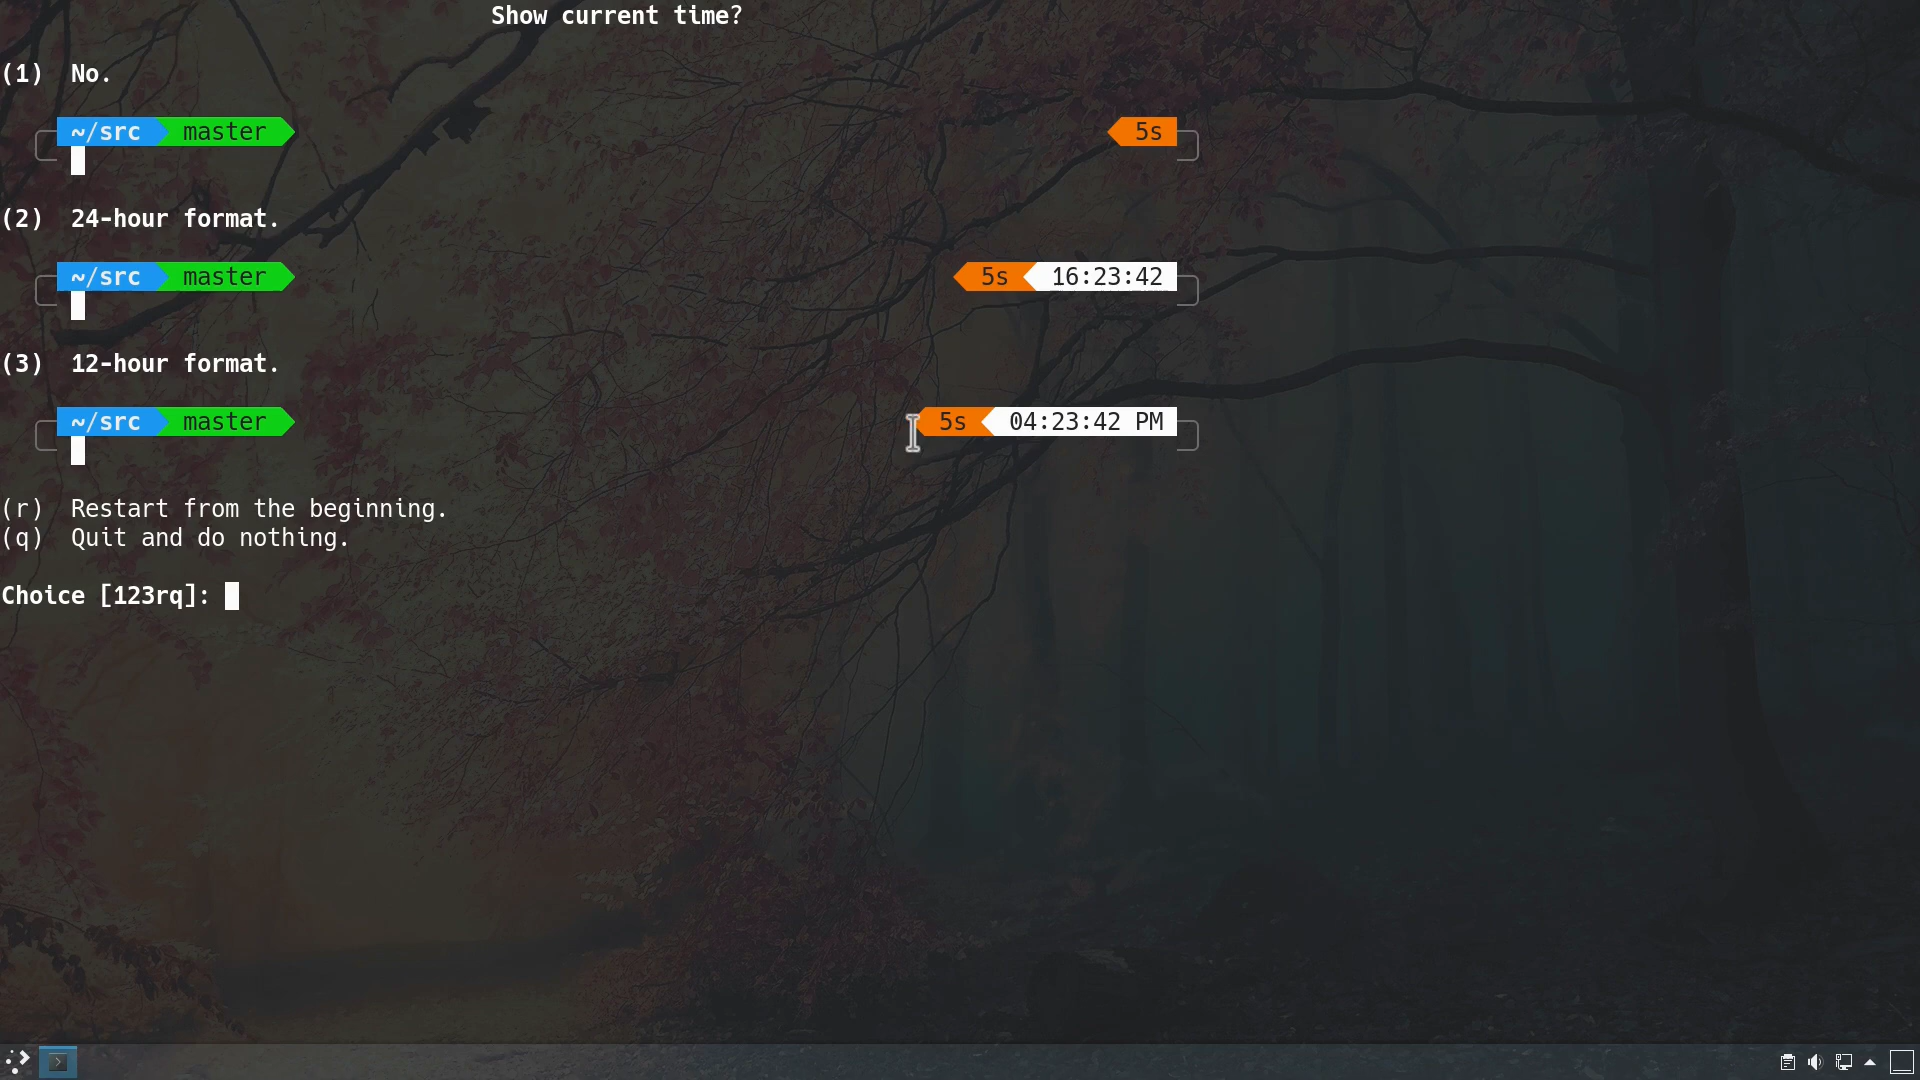 Show current time?
(1)  No.
~/src  master  5s
(2)  24-hour format.
~/src  master  5s  16:23:42
(3)  12-hour format.
~/src  master  5s  04:23:42 PM
(r)  Restart from the beginning.
(q)  Quit and do nothing.
Choice [123rq]: